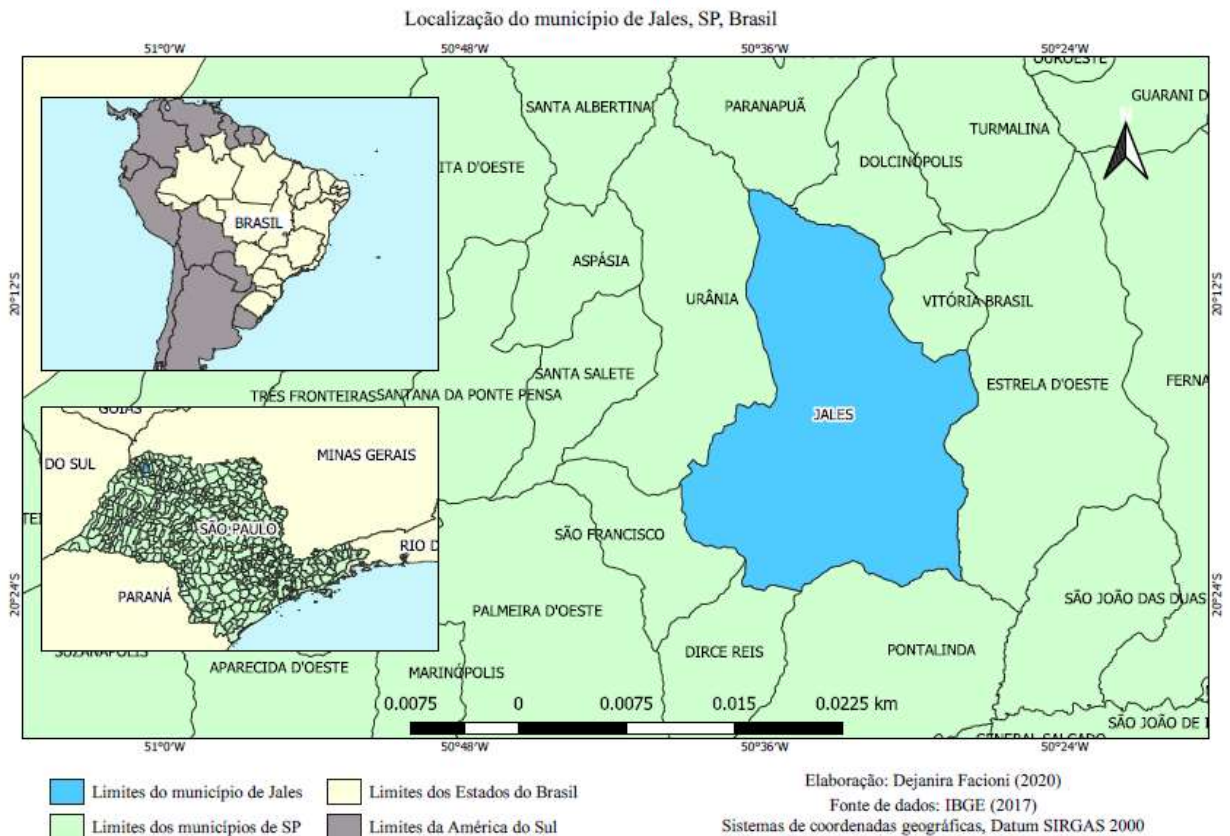 Localização do município de Jales, SP, Brasil
51°0'W 50°48'W 50°36'W 50°24'W
OUROESTE
SANTA ALBERTINA PARANAPUÃ GUARANI D
TURMALINA
ITA D'OESTE DOLCINÓPOLIS
BRASIL
ASPÁSIA
20°12'S URÂNIA VITÓRIA BRASIL 20°12'S
SANTA SALETE ESTRELA D'OESTE FERNA
TRÊS FRONTEIRAS SANTANA DA PONTE PENSA
GOIÁS JALES
DO SUL MINAS GERAIS
SÃO PAULO SÃO FRANCISCO
RIO D
PARANÁ
20°24'S PALMEIRA D'OESTE SÃO JOÃO DAS DUAS 20°24'S
SUZANÁPOLIS APARECIDA D'OESTE MARINÓPOLIS DIRCE REIS PONTALINDA
0.0075 0 0.0075 0.015 0.0225 km
SÃO JOÃO DE
GENERAL SALGADO
51°0'W 50°48'W 50°36'W 50°24'W
Limites do município de Jales Limites dos Estados do Brasil
Limites dos municípios de SP Limites da América do Sul
Elaboração: Dejanira Facioni (2020)
Fonte de dados: IBGE (2017)
Sistemas de coordenadas geográficas, Datum SIRGAS 2000